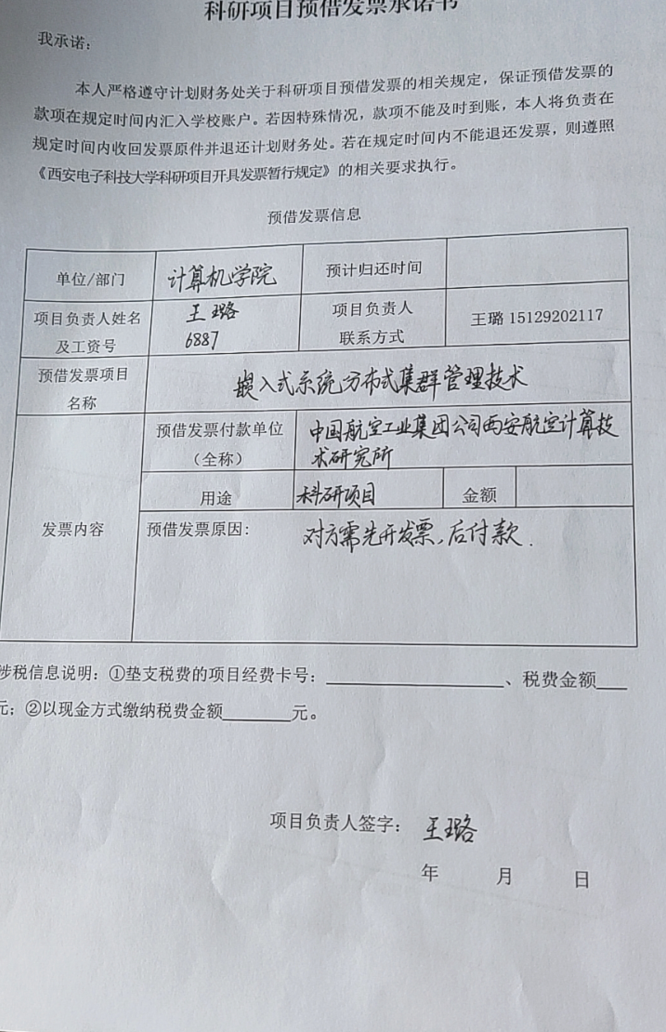 科研项目预借发票承诺书
我承诺：
本人严格遵守计划财务处关于科研项目预借发票的相关规定，保证预借发票的
款项在规定时间内汇入学校账户。若因特殊情况，款项不能及时到账，本人将负责在
规定时间内收回发票原件并退还计划财务处。若在规定时间内不能退还发票，则遵照
《西安电子科技大学科研项目开具发票暂行规定》的相关要求执行。
预借发票信息
单位/部门 计算机学院 预计归还时间
项目负责人姓名
及工资号
王璐
6887
项目负责人
联系方式
王璐 15129202117
预借发票项目
名称
嵌入式系统分布式集群管理技术
发票内容
预借发票付款单位
（全称）
中国航空工业集团公司西安航空计算技
术研究所
用途 科研项目 金额
预借发票原因: 对方需先开发票，后付款.
涉税信息说明：①垫支税费的项目经费卡号：、税费金额
元；②以现金方式缴纳税费金额元。
项目负责人签字： 王璐
年 月 日